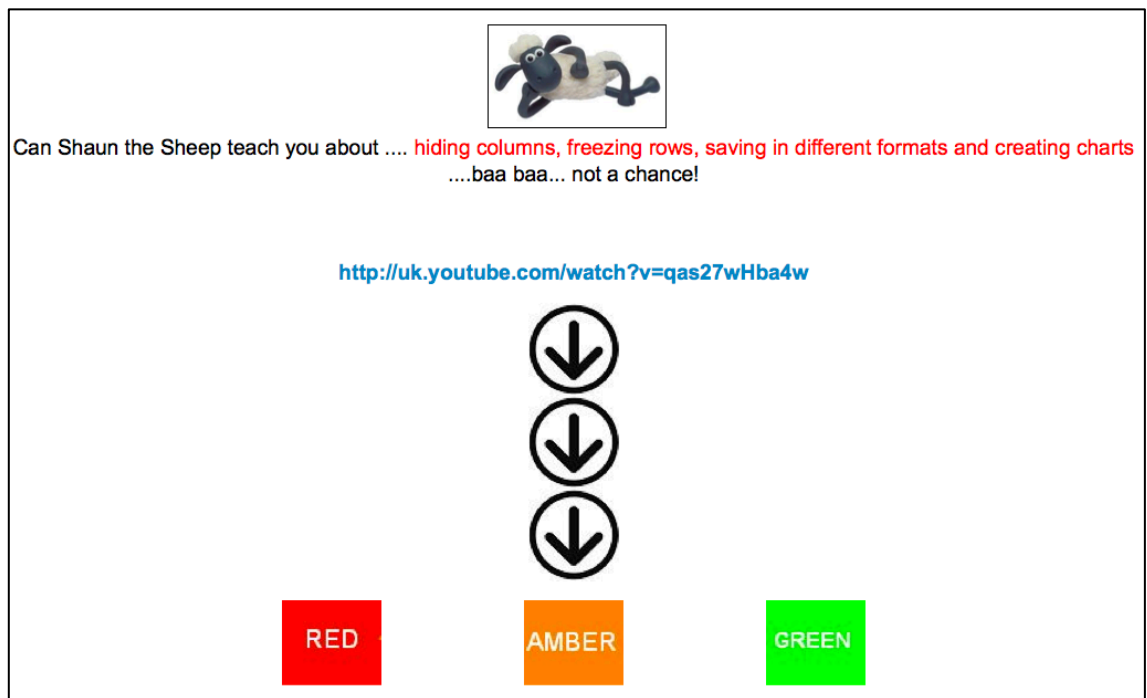 Can Shaun the Sheep teach you about .... hiding columns, freezing rows, saving in different formats and creating charts
....baa baa... not a chance!
http://uk.youtube.com/watch?v=qas27wHba4w
RED AMBER GREEN